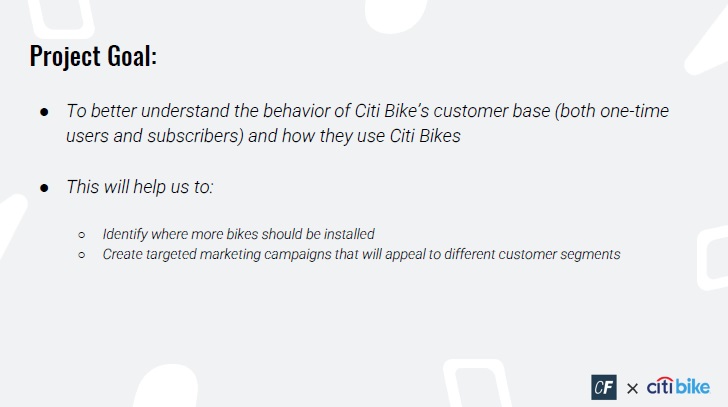 Project Goal:
● To better understand the behavior of Citi Bike’s customer base (both one-time
users and subscribers) and how they use Citi Bikes
● This will help us to:
○ Identify where more bikes should be installed
○ Create targeted marketing campaigns that will appeal to different customer segments
CF × citi bike